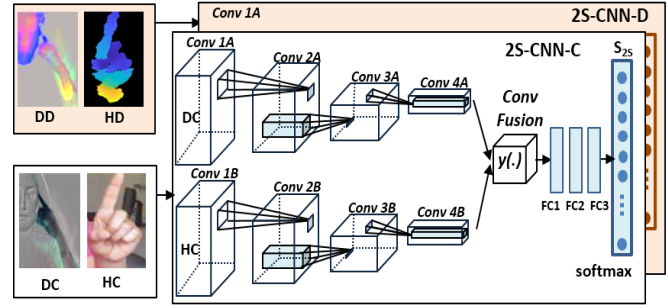 Conv 1A
2S-CNN-D
2S-CNN-C
S2S
Conv 1A
Conv 2A
Conv 3A
Conv 4A
DC
DD
HD
Conv
Fusion
y(.)
FC1
FC2
FC3
Conv 1B
Conv 2B
Conv 3B
Conv 4B
HC
DC
HC
softmax